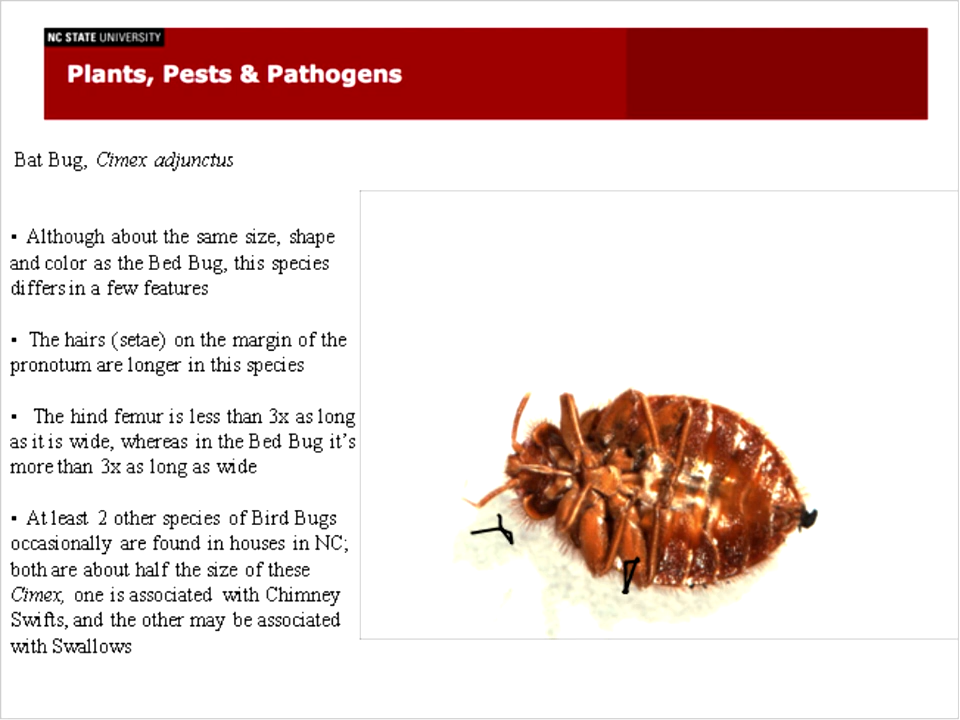 NC STATE UNIVERSITY
Plants, Pests & Pathogens
Bat Bug, Cimex adjunctus
▪ Although about the same size, shape
and color as the Bed Bug, this species
differs in a few features
▪ The hairs (setae) on the margin of the
pronotum are longer in this species
▪ The hind femur is less than 3x as long
as it is wide, whereas in the Bed Bug it’s
more than 3x as long as wide
▪ At least 2 other species of Bird Bugs
occasionally are found in houses in NC;
both are about half the size of these
Cimex, one is associated with Chimney
Swifts, and the other may be associated
with Swallows